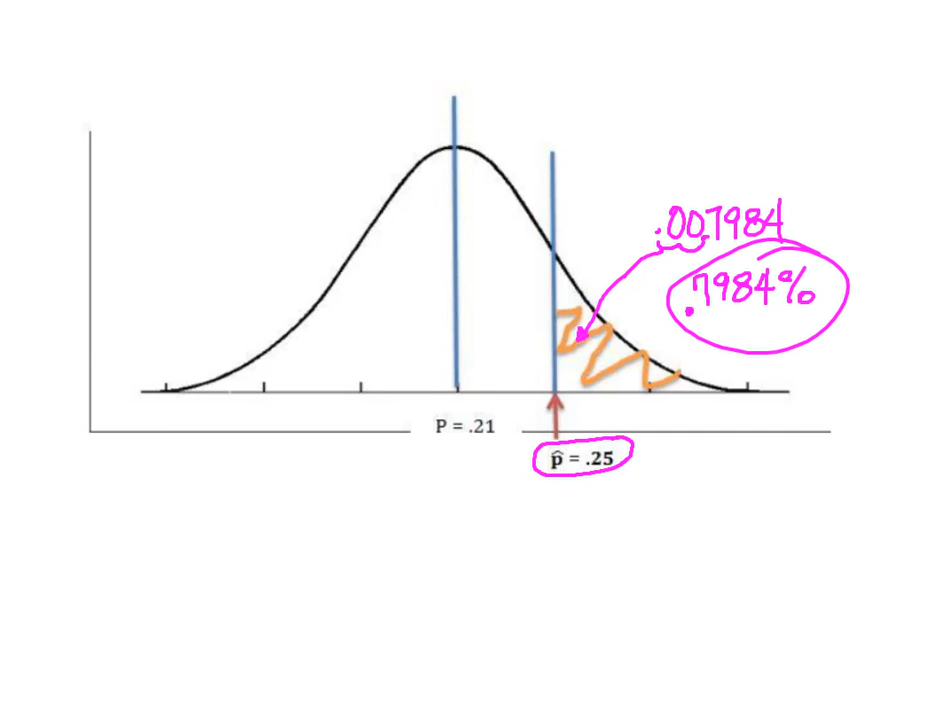 .007984
.7984%
P = .21
p̂ = .25